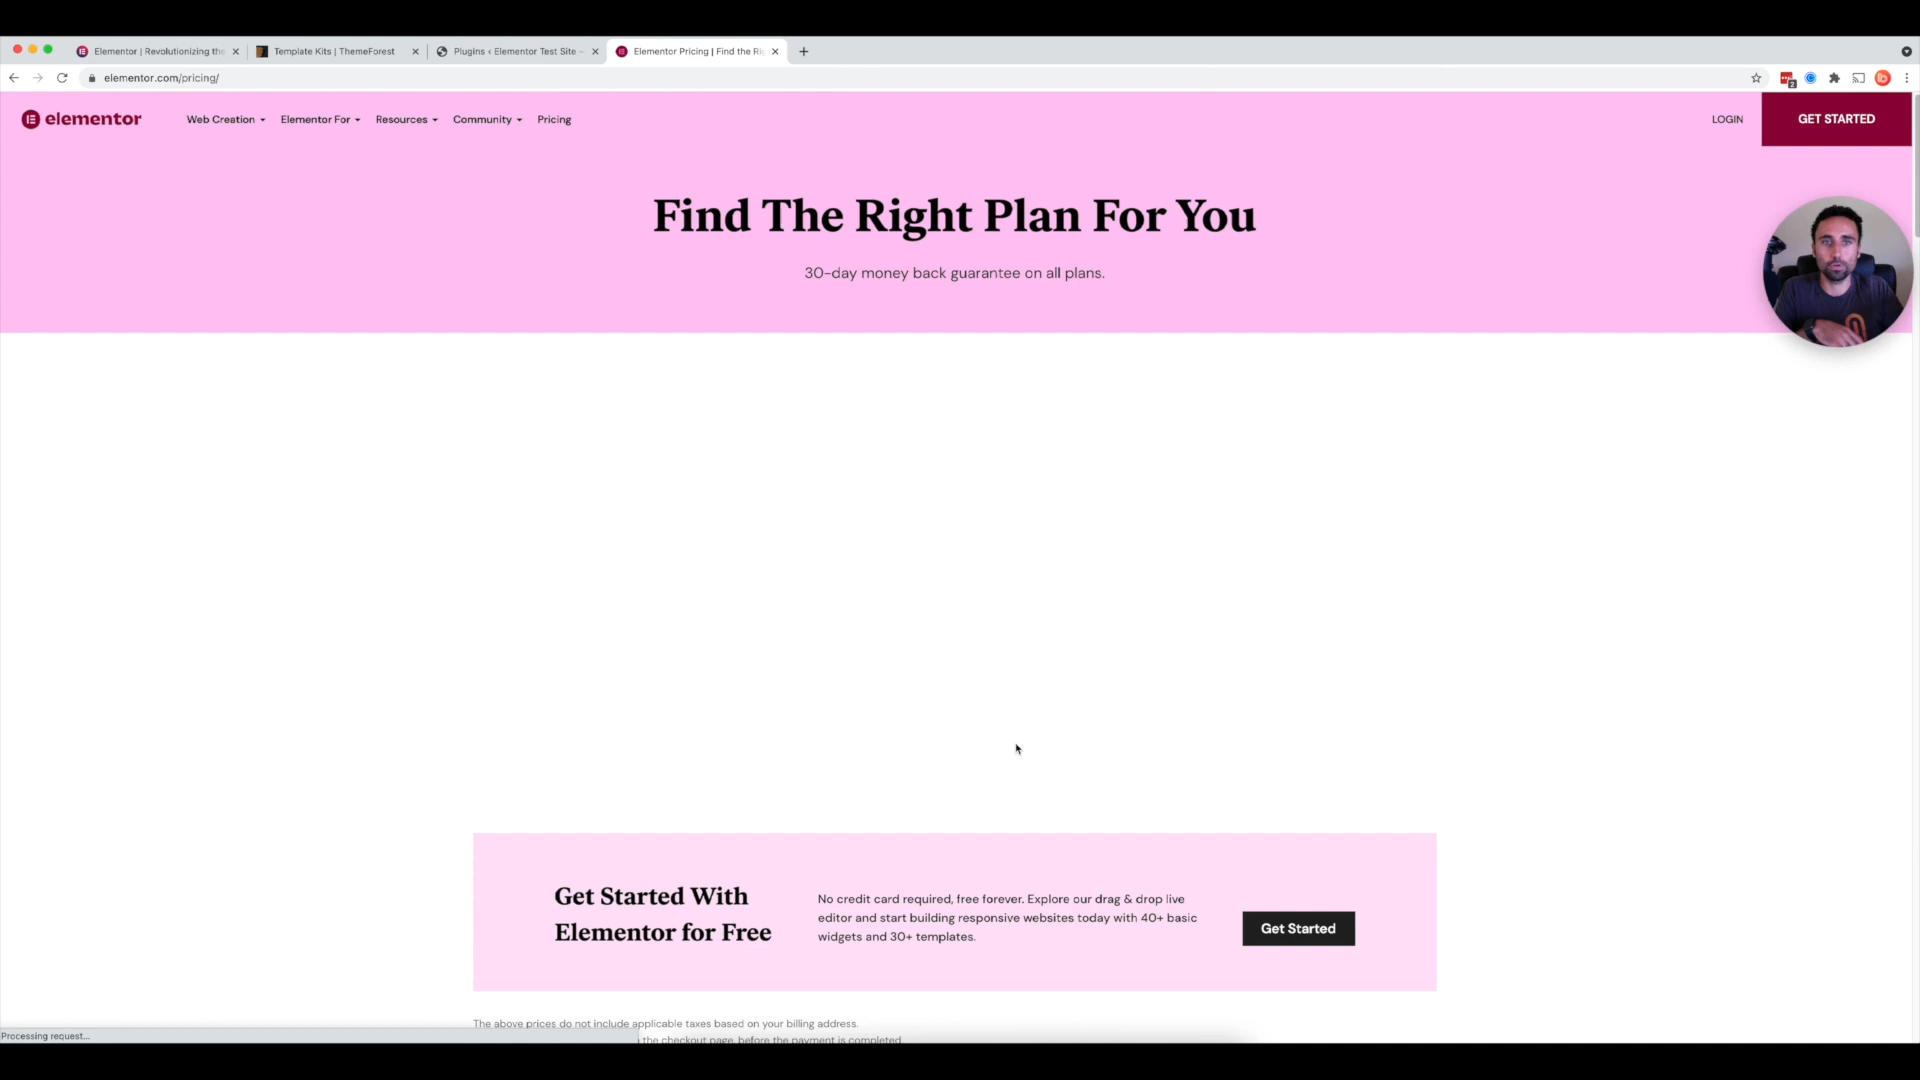 Elementor | Revolutionizing the
Template Kits | ThemeForest
Plugins ‹ Elementor Test Site –
Elementor Pricing | Find the Ri
elementor.com/pricing/
2
elementor
Web Creation
Elementor For
Resources
Community
Pricing
LOGIN
GET STARTED
Find The Right Plan For You
30-day money back guarantee on all plans.
Get Started With
Elementor for Free
No credit card required, free forever. Explore our drag & drop live
editor and start building responsive websites today with 40+ basic
widgets and 30+ templates.
Get Started
The above prices do not include applicable taxes based on your billing address.
the checkout page, before the payment is completed
Processing request...